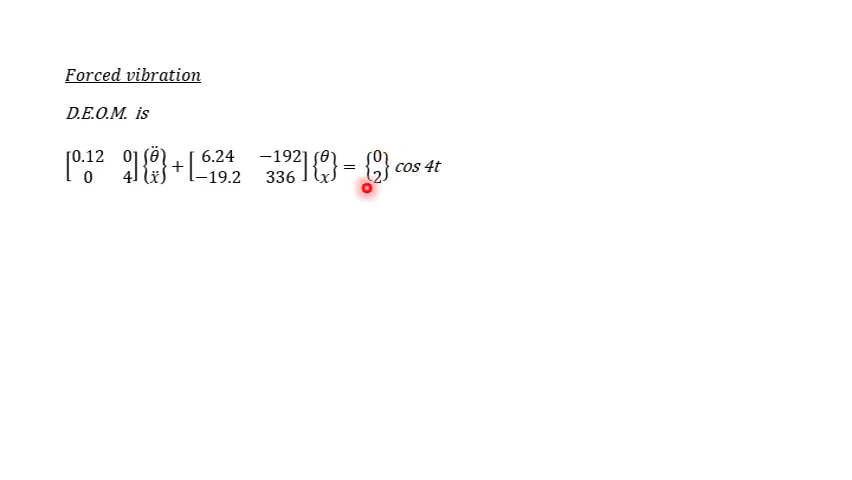 Forced vibration
D.E.O.M. is
[0.12 0
0 4] {θ̈
ẍ} + [6.24 −192
−19.2 336] {θ
x} = {0
2} cos 4t